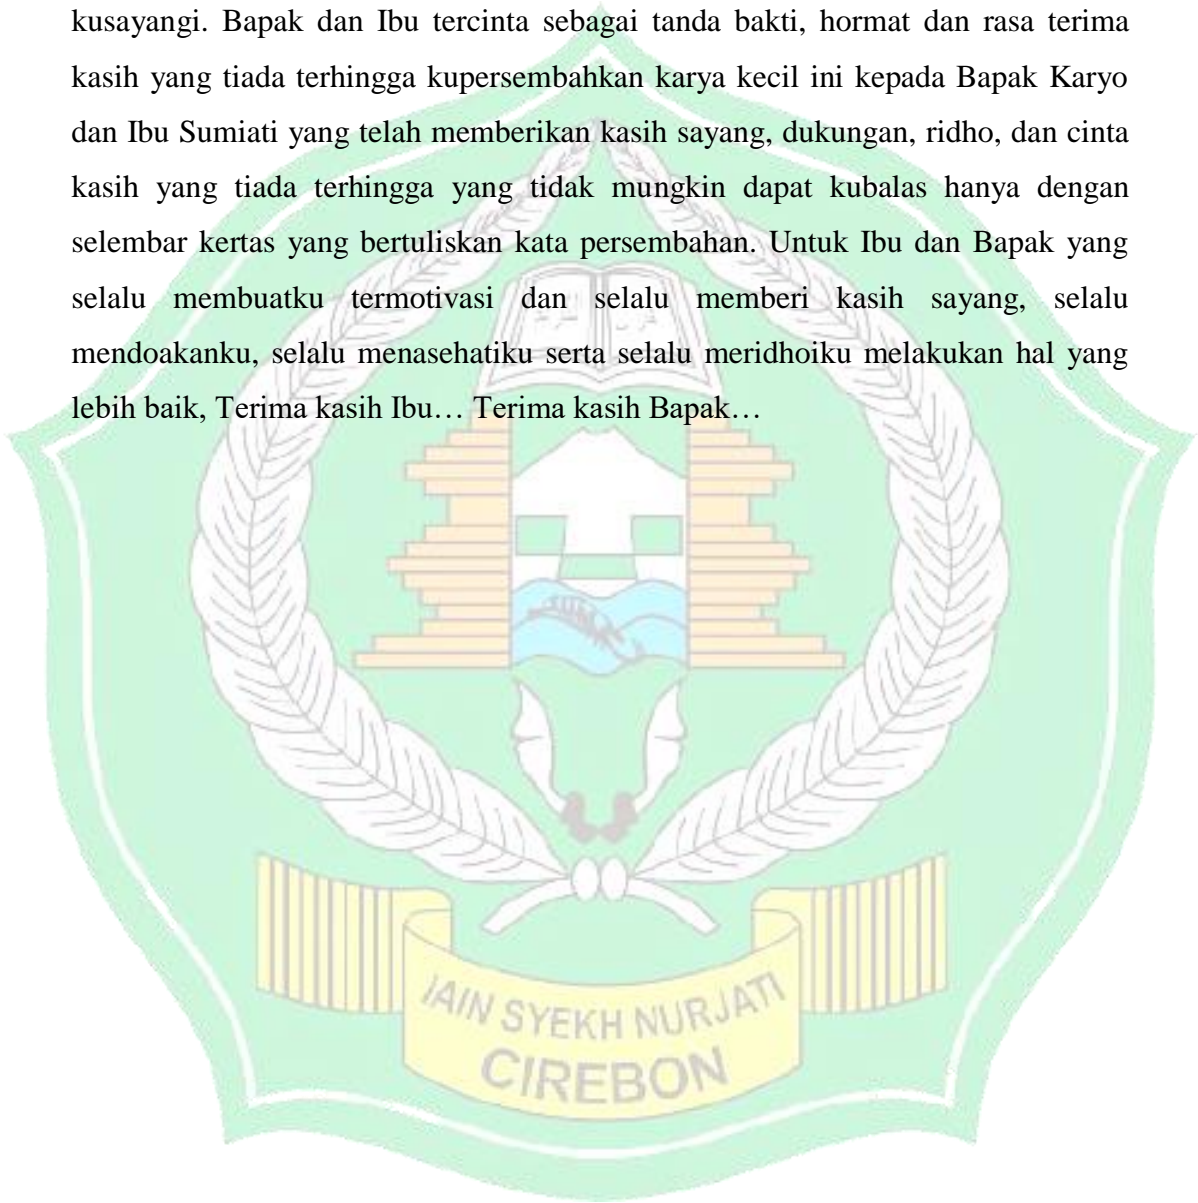 kusayangi. Bapak dan Ibu tercinta sebagai tanda bakti, hormat dan rasa terima
kasih yang tiada terhingga kupersembahkan karya kecil ini kepada Bapak Karyo
dan Ibu Sumiati yang telah memberikan kasih sayang, dukungan, ridho, dan cinta
kasih yang tiada terhingga yang tidak mungkin dapat kubalas hanya dengan
selembar kertas yang bertuliskan kata persembahan. Untuk Ibu dan Bapak yang
selalu membuatku termotivasi dan selalu memberi kasih sayang, selalu
mendoakanku, selalu menasehatiku serta selalu meridhoiku melakukan hal yang
lebih baik, Terima kasih Ibu… Terima kasih Bapak…
IAIN SYEKH NURJATI
CIREBON